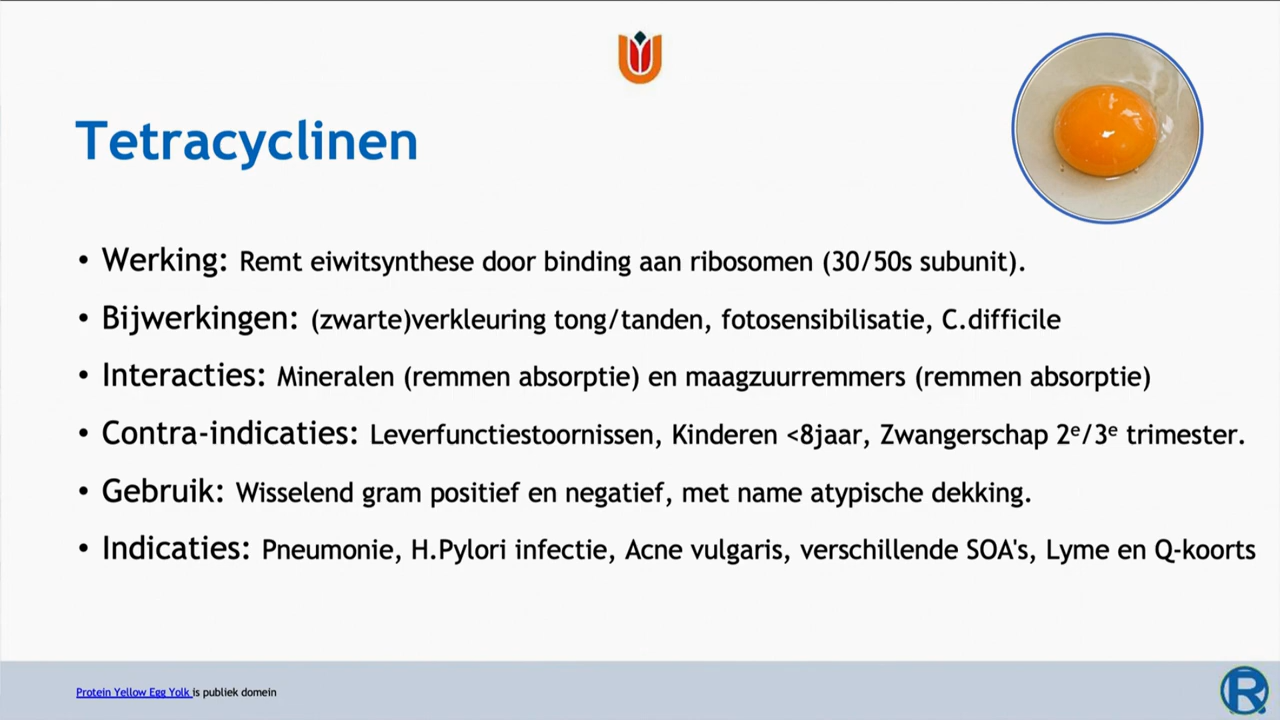 Tetracyclinen
• Werking: Remt eiwitsynthese door binding aan ribosomen (30/50s subunit).
• Bijwerkingen: (zwarte)verkleuring tong/tanden, fotosensibilisatie, C.difficile
• Interacties: Mineralen (remmen absorptie) en maagzuurremmers (remmen absorptie)
• Contra-indicaties: Leverfunctiestoornissen, Kinderen <8jaar, Zwangerschap 2ᵉ/3ᵉ trimester.
• Gebruik: Wisselend gram positief en negatief, met name atypische dekking.
• Indicaties: Pneumonie, H.Pylori infectie, Acne vulgaris, verschillende SOA's, Lyme en Q-koorts
Protein Yellow Egg Yolk is publiek domein
R